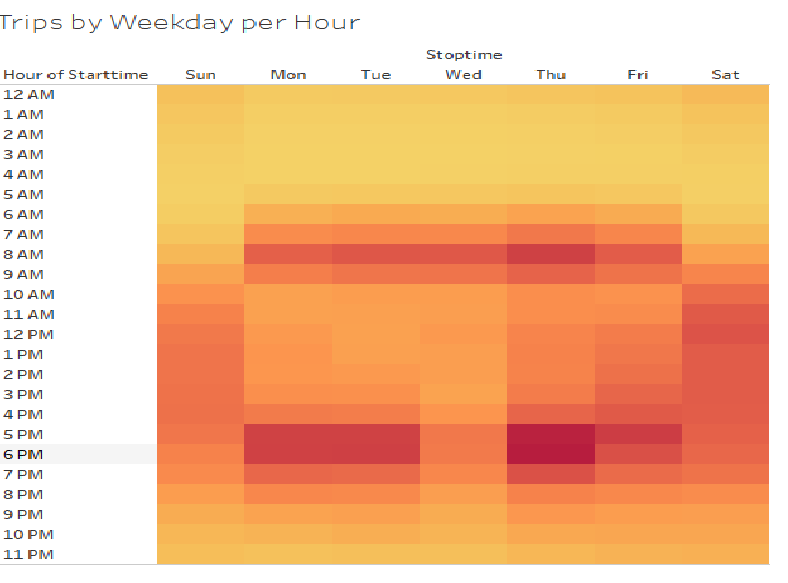 Trips by Weekday per Hour
Stoptime
Hour of Starttime Sun Mon Tue Wed Thu Fri Sat
12 AM
1 AM
2 AM
3 AM
4 AM
5 AM
6 AM
7 AM
8 AM
9 AM
10 AM
11 AM
12 PM
1 PM
2 PM
3 PM
4 PM
5 PM
6 PM
7 PM
8 PM
9 PM
10 PM
11 PM